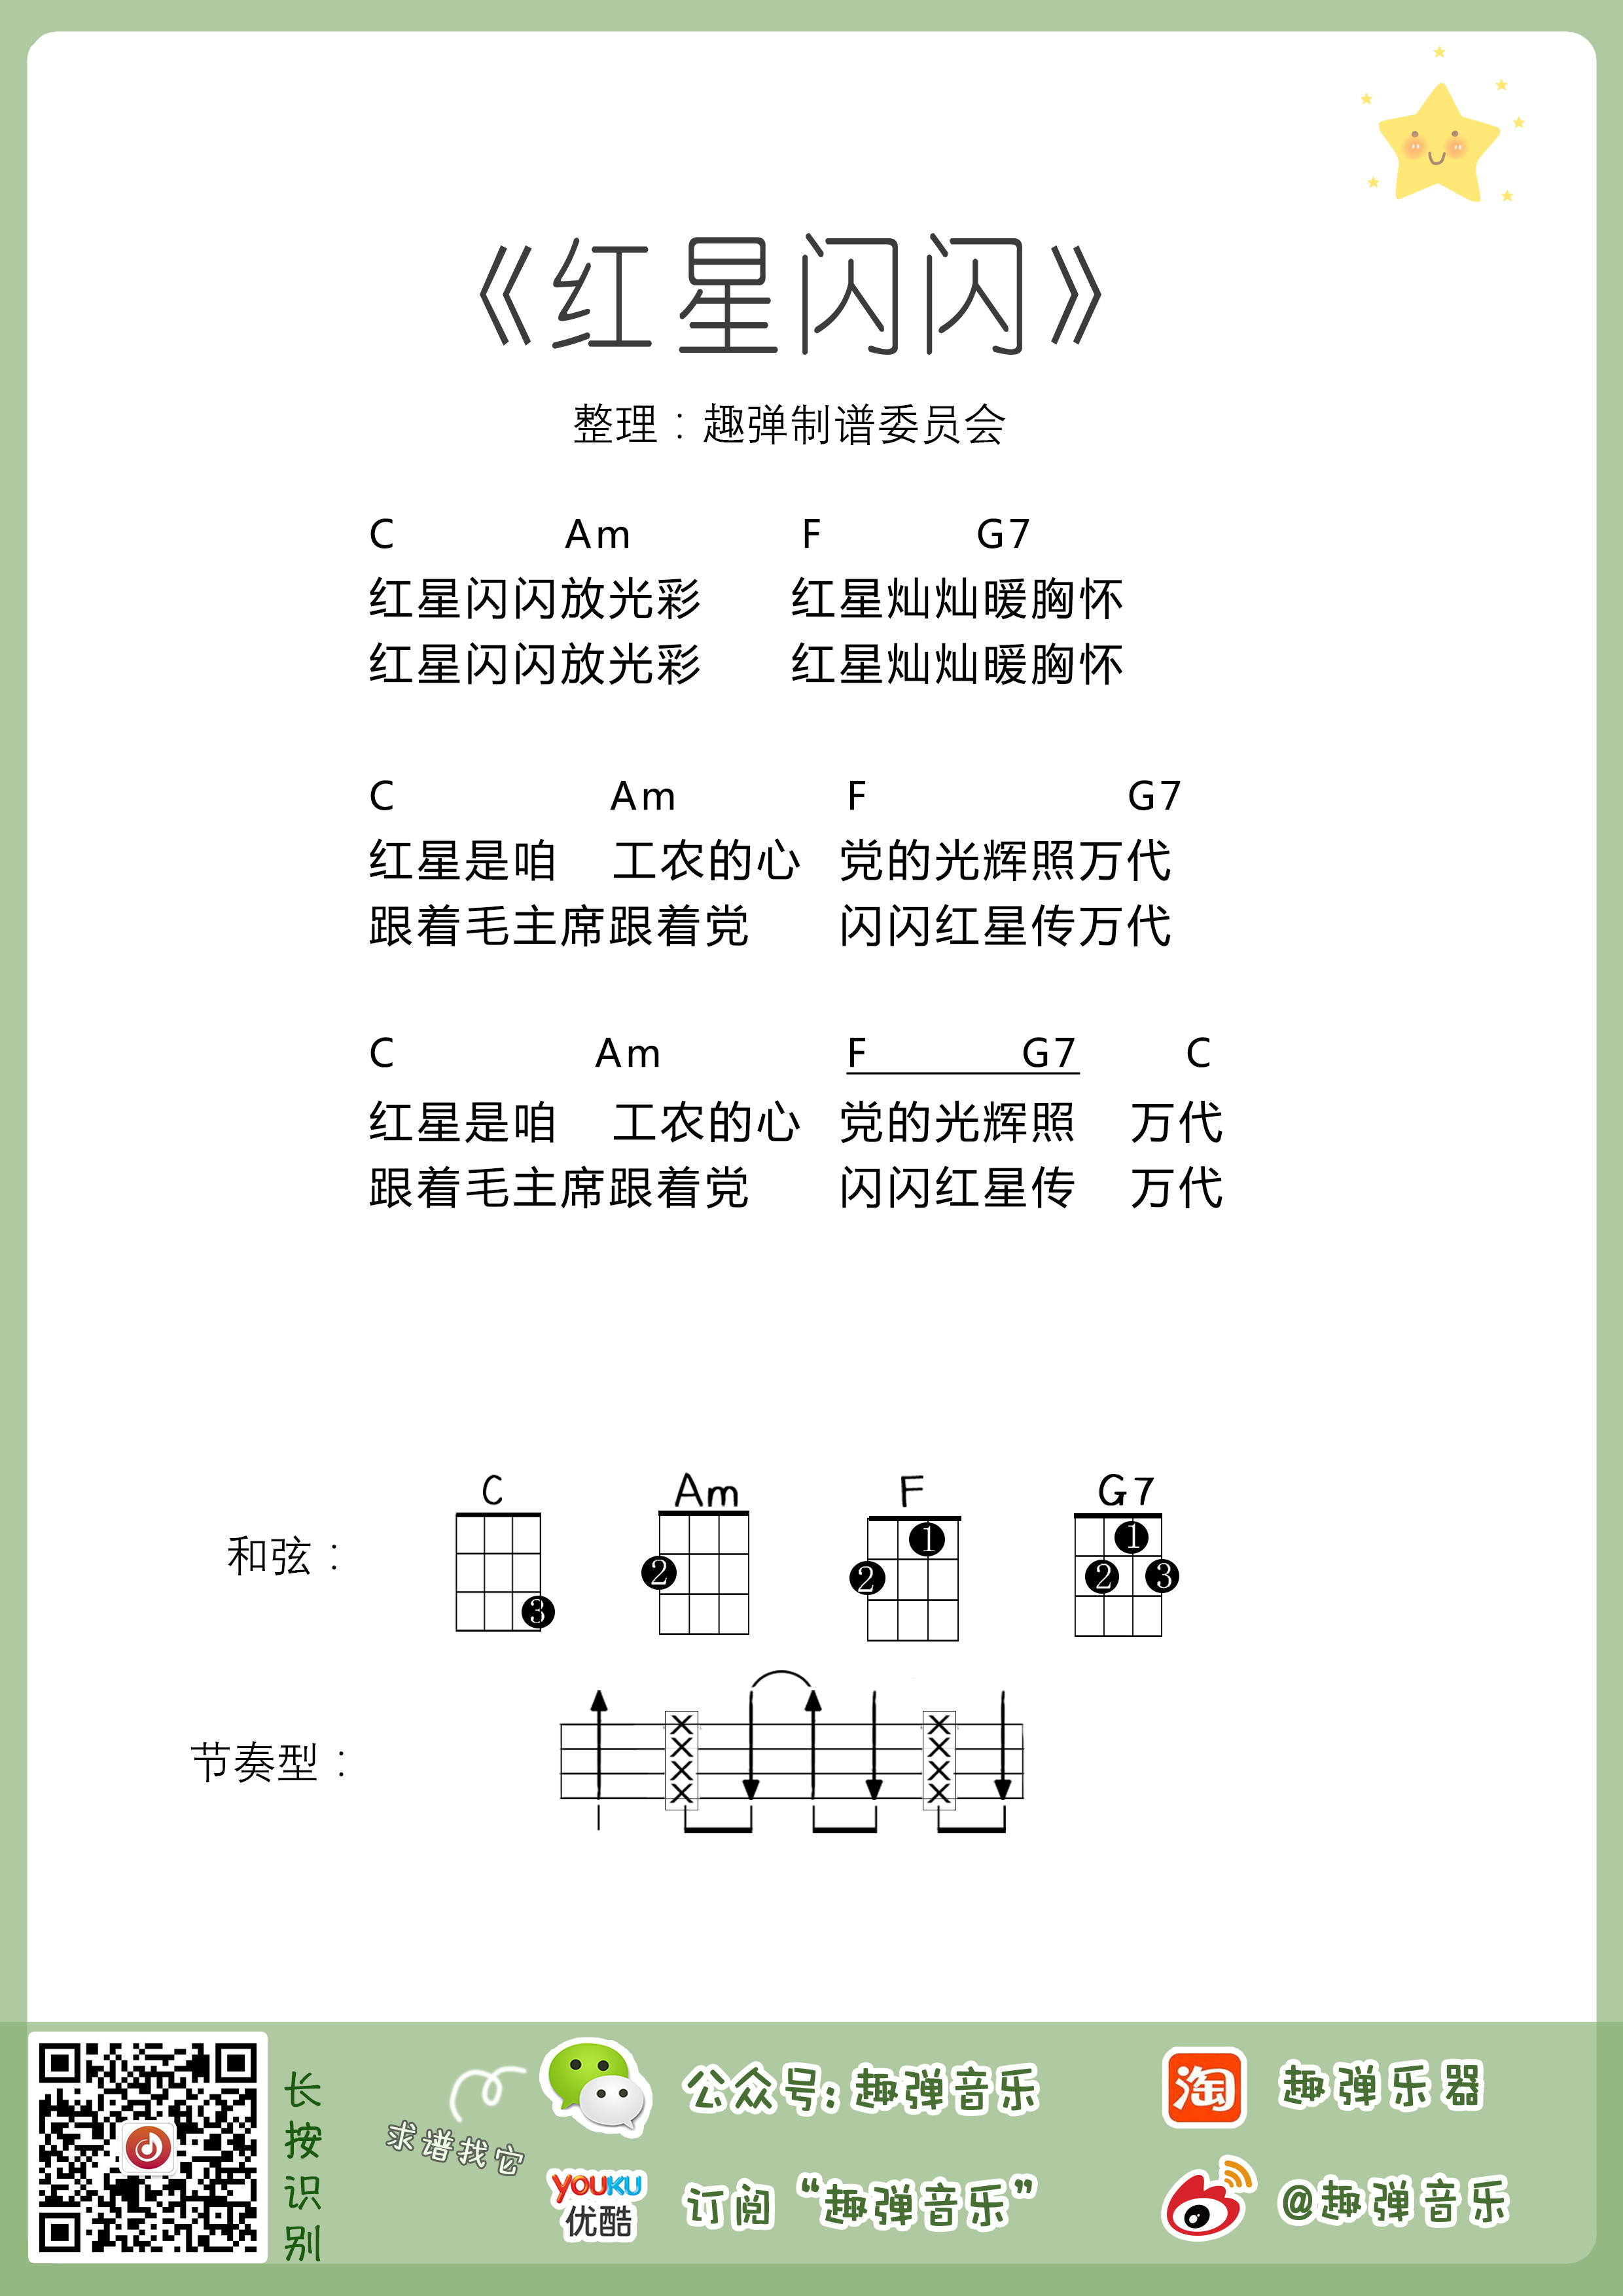 《红星闪闪》
整理：趣弹制谱委员会
C Am F G7
红星闪闪放光彩 红星灿灿暖胸怀
红星闪闪放光彩 红星灿灿暖胸怀
C Am F G7
红星是咱 工农的心 党的光辉照万代
跟着毛主席跟着党 闪闪红星传万代
C Am F G7 C
红星是咱 工农的心 党的光辉照 万代
跟着毛主席跟着党 闪闪红星传 万代
C Am F G7
和弦：
3 2 2 1 2 1 3
节奏型：
长按识别
求谱找它
公众号：趣弹音乐
淘 趣弹乐器
YOUKU
优酷
订阅“趣弹音乐”
@趣弹音乐